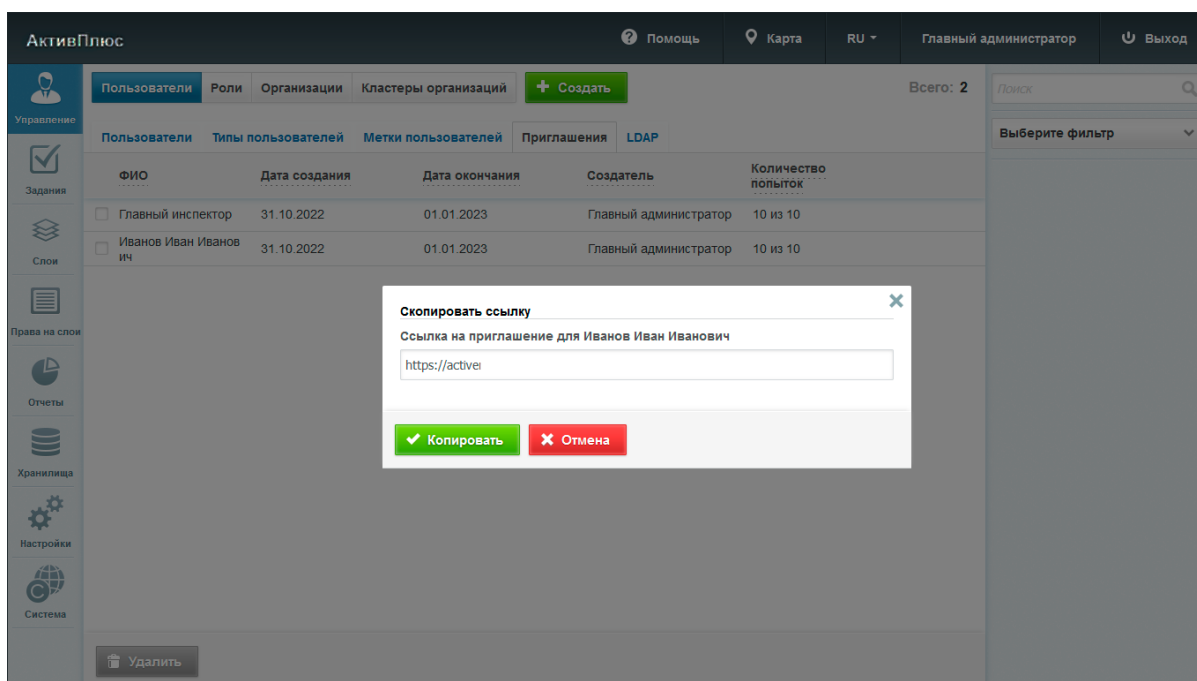 АктивПлюс
Помощь
Карта
RU
Главный администратор
Выход
Управление
Задания
Слои
Права на слои
Отчеты
Хранилища
Настройки
Система
Пользователи Роли Организации Кластеры организаций
Создать
Всего: 2
Пользователи Типы пользователей Метки пользователей Приглашения LDAP
ФИО Дата создания Дата окончания Создатель Количество
попыток
Главный инспектор 31.10.2022 01.01.2023 Главный администратор 10 из 10
Иванов Иван Иванов
ич 31.10.2022 01.01.2023 Главный администратор 10 из 10
Скопировать ссылку
Ссылка на приглашение для Иванов Иван Иванович
https://active
Копировать
Отмена
Удалить
Поиск
Выберите фильтр